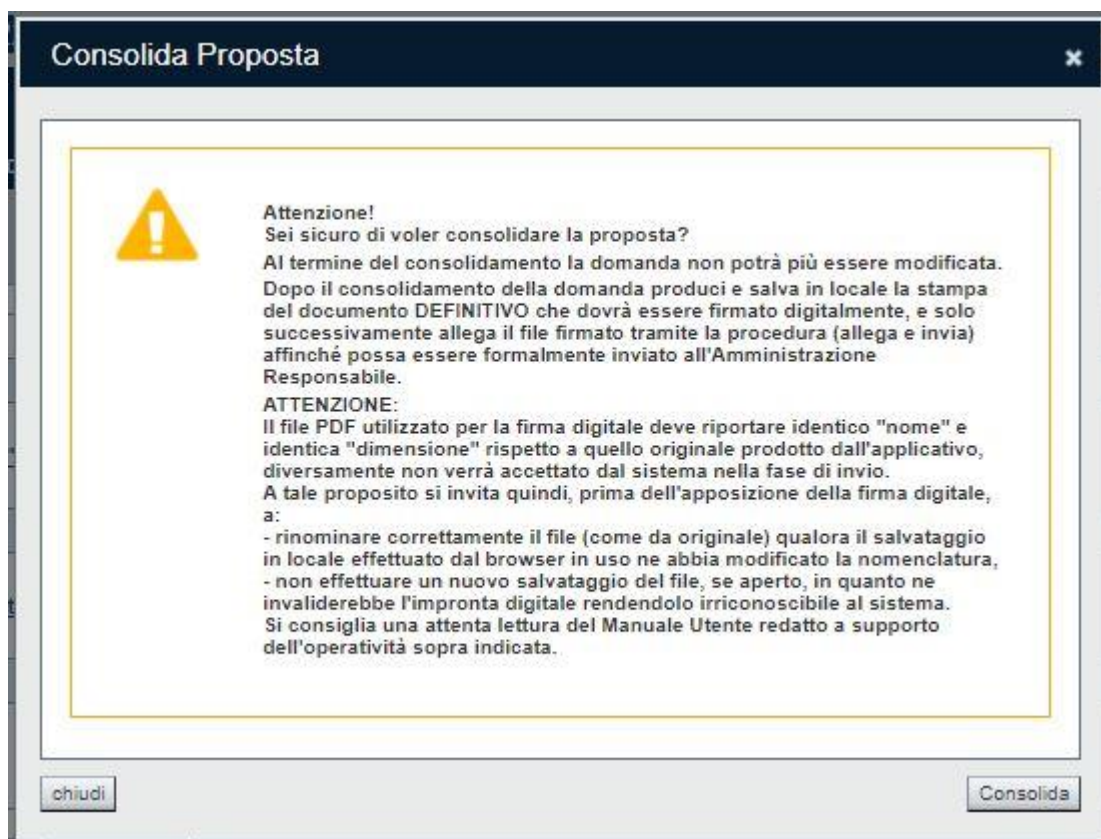 Consolida Proposta
Attenzione!
Sei sicuro di voler consolidare la proposta?
Al termine del consolidamento la domanda non potrà più essere modificata.
Dopo il consolidamento della domanda produci e salva in locale la stampa
del documento DEFINITIVO che dovrà essere firmato digitalmente, e solo
successivamente allega il file firmato tramite la procedura (allega e invia)
affinché possa essere formalmente inviato all'Amministrazione
Responsabile.
ATTENZIONE:
Il file PDF utilizzato per la firma digitale deve riportare identico "nome" e
identica "dimensione" rispetto a quello originale prodotto dall'applicativo,
diversamente non verrà accettato dal sistema nella fase di invio.
A tale proposito si invita quindi, prima dell'apposizione della firma digitale,
a:
- rinominare correttamente il file (come da originale) qualora il salvataggio
in locale effettuato dal browser in uso ne abbia modificato la nomenclatura,
- non effettuare un nuovo salvataggio del file, se aperto, in quanto ne
invaliderebbe l'impronta digitale rendendolo irriconoscibile al sistema.
Si consiglia una attenta lettura del Manuale Utente redatto a supporto
dell'operatività sopra indicata.
chiudi
Consolida